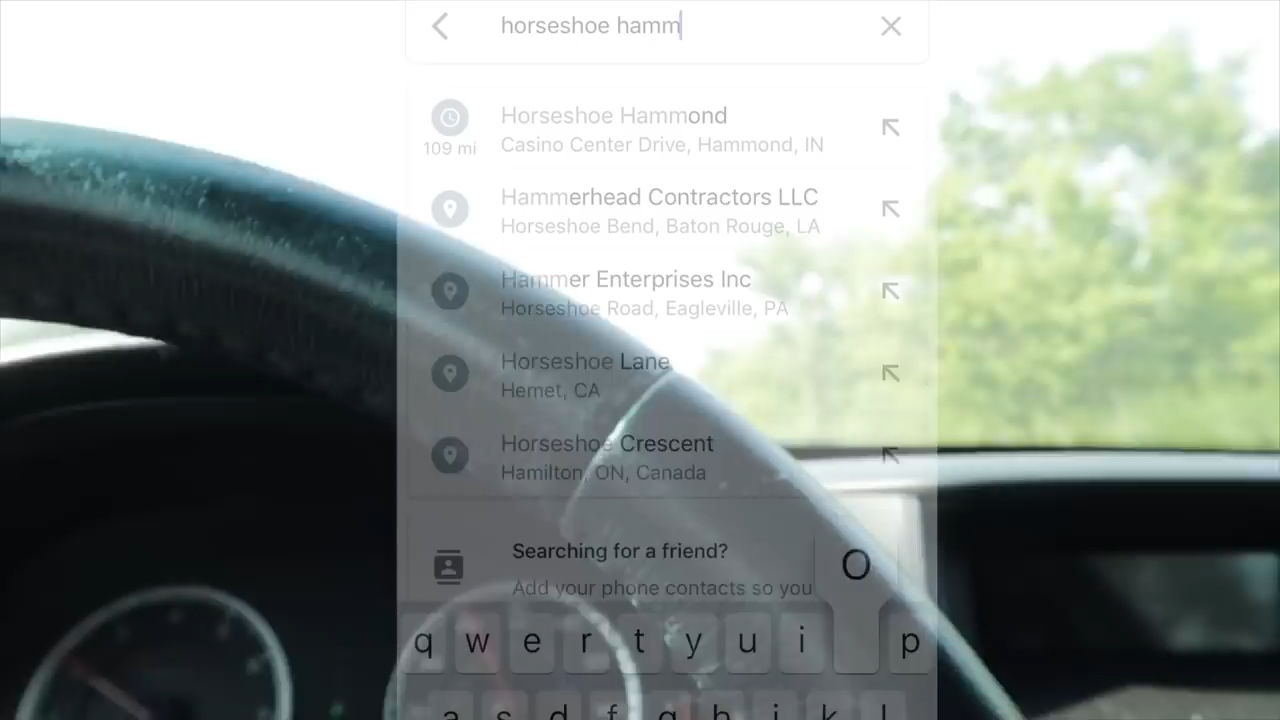 horseshoe hamm
Horseshoe Hammond
109 mi
Casino Center Drive, Hammond, IN
Hammerhead Contractors LLC
Horseshoe Bend, Baton Rouge, LA
Hammer Enterprises Inc
Horseshoe Road, Eagleville, PA
Horseshoe Lane
Hemet, CA
Horseshoe Crescent
Hamilton, ON, Canada
Searching for a friend?
Add your phone contacts so you
O
q w e r t y u i p
a s d f g h j k l